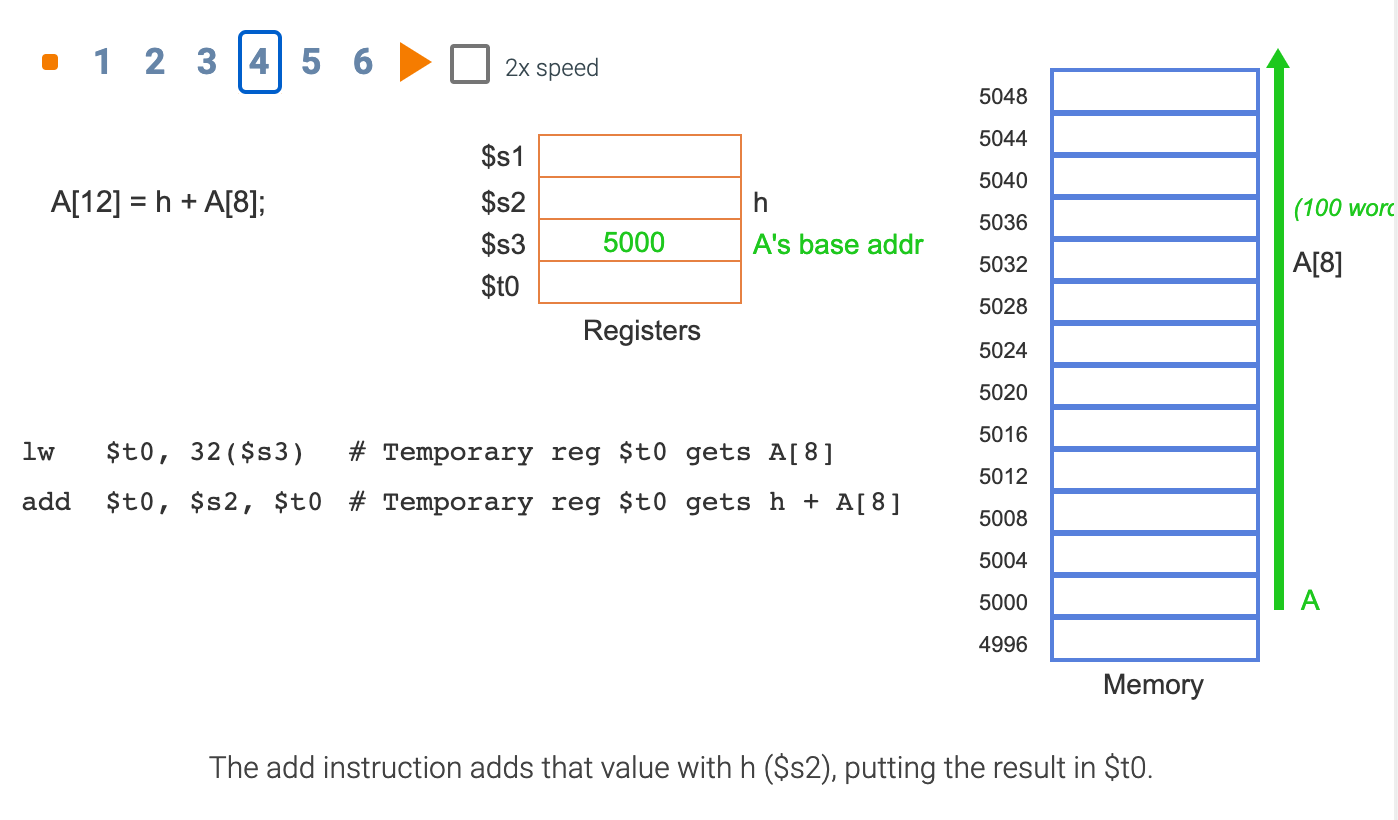 1 2 3 4 5 6 2x speed
A[12] = h + A[8];
$s1
$s2 h
$s3 5000 A's base addr
$t0
Registers
lw $t0, 32($s3) # Temporary reg $t0 gets A[8]
add $t0, $s2, $t0 # Temporary reg $t0 gets h + A[8]
5048
5044
5040
5036 (100
5032 A[8]
5028
5024
5020
5016
5012
5008
5004
5000 A
4996
Memory
The add instruction adds that value with h ($s2), putting the result in $t0.